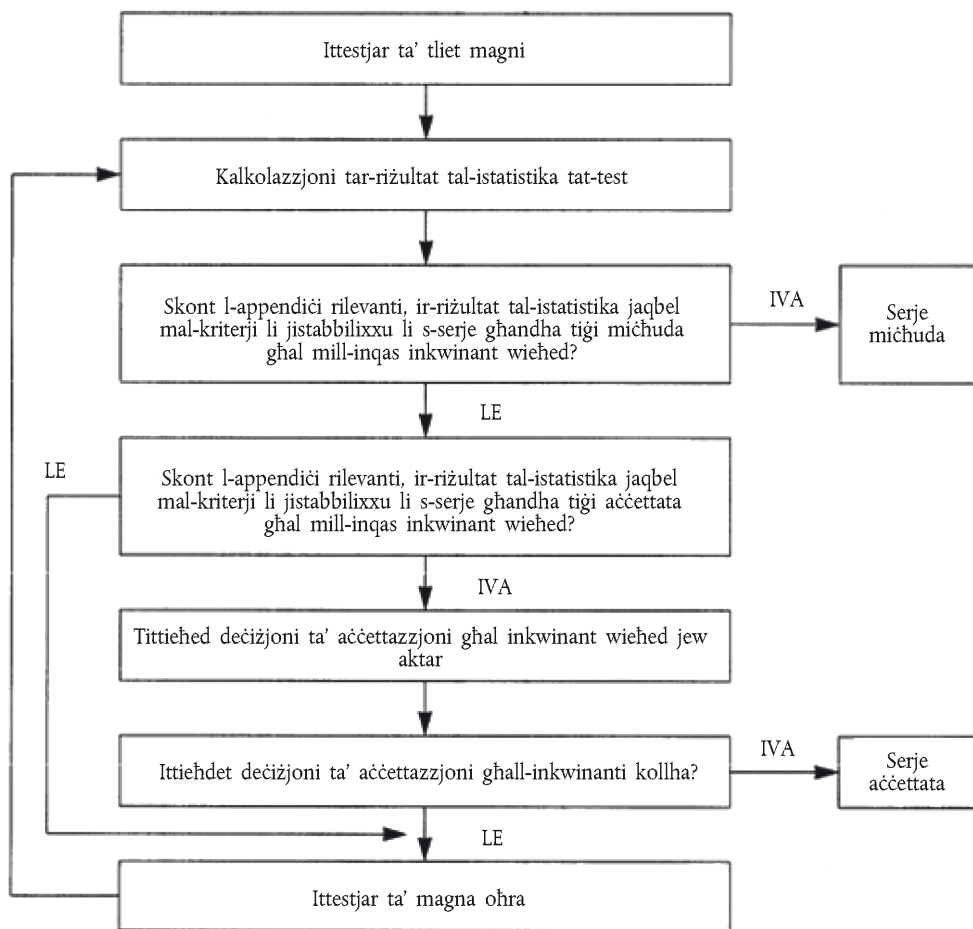 Ittestjar ta’ tliet magni
Kalkolazzjoni tar-riżultat tal-istatistika tat-test
Skont l-appendiċi rilevanti, ir-riżultat tal-istatistika jaqbel
mal-kriterji li jistabbilixxu li s-serje għandha tiġi miċħuda
għal mill-inqas inkwinant wieħed?
IVA
Serje
miċħuda
LE
LE
Skont l-appendiċi rilevanti, ir-riżultat tal-istatistika jaqbel
mal-kriterji li jistabbilixxu li s-serje għandha tiġi aċċettata
għal mill-inqas inkwinant wieħed?
IVA
Tittieħed deċiżjoni ta’ aċċettazzjoni għal inkwinant wieħed jew
aktar
Ittieħdet deċiżjoni ta’ aċċettazzjoni għall-inkwinanti kollha?
IVA
Serje
aċċettata
LE
Ittestjar ta’ magna oħra